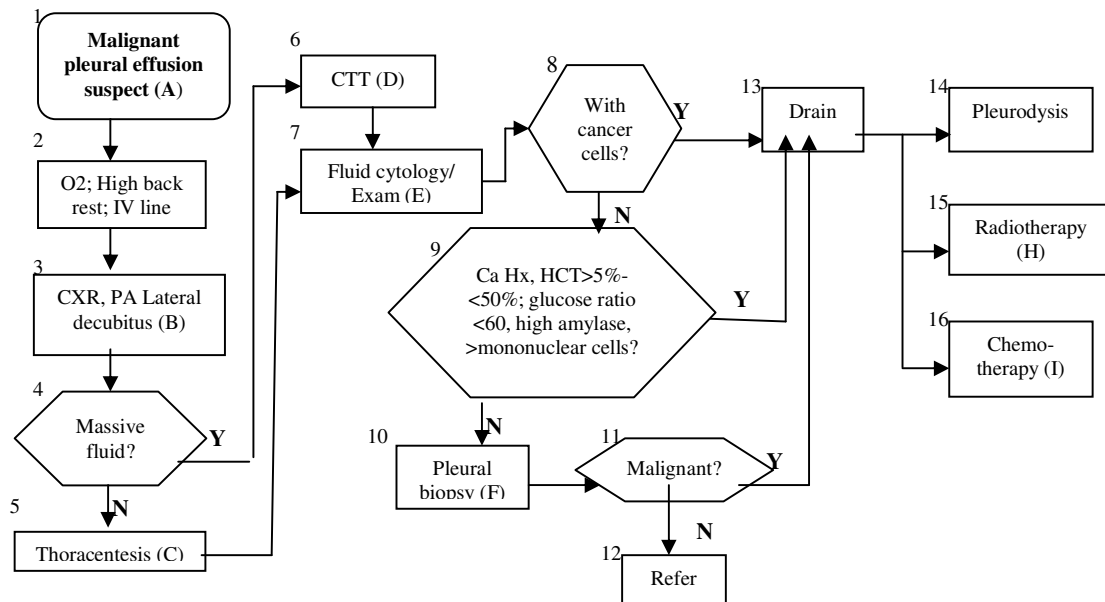 1
Malignant
pleural effusion
suspect (A)
2
O2; High back
rest; IV line
3
CXR, PA Lateral
decubitus (B)
4
Massive
fluid?
Y
N
5
Thoracentesis (C)
6
CTT (D)
7
Fluid cytology/
Exam (E)
8
With
cancer
cells?
Y
N
9
Ca Hx, HCT>5%-
<50%; glucose ratio
<60, high amylase,
>mononuclear cells?
Y
N
10
Pleural
biopsy (F)
11
Malignant?
Y
N
12
Refer
13
Drain
14
Pleurodysis
15
Radiotherapy
(H)
16
Chemo-
therapy (I)